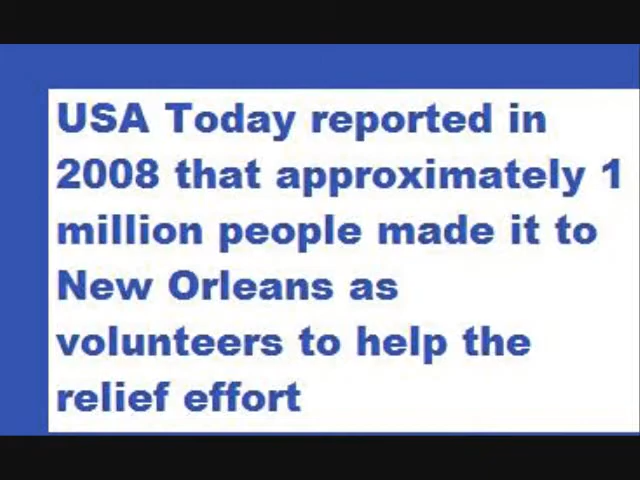 USA Today reported in
2008 that approximately 1
million people made it to
New Orleans as
volunteers to help the
relief effort